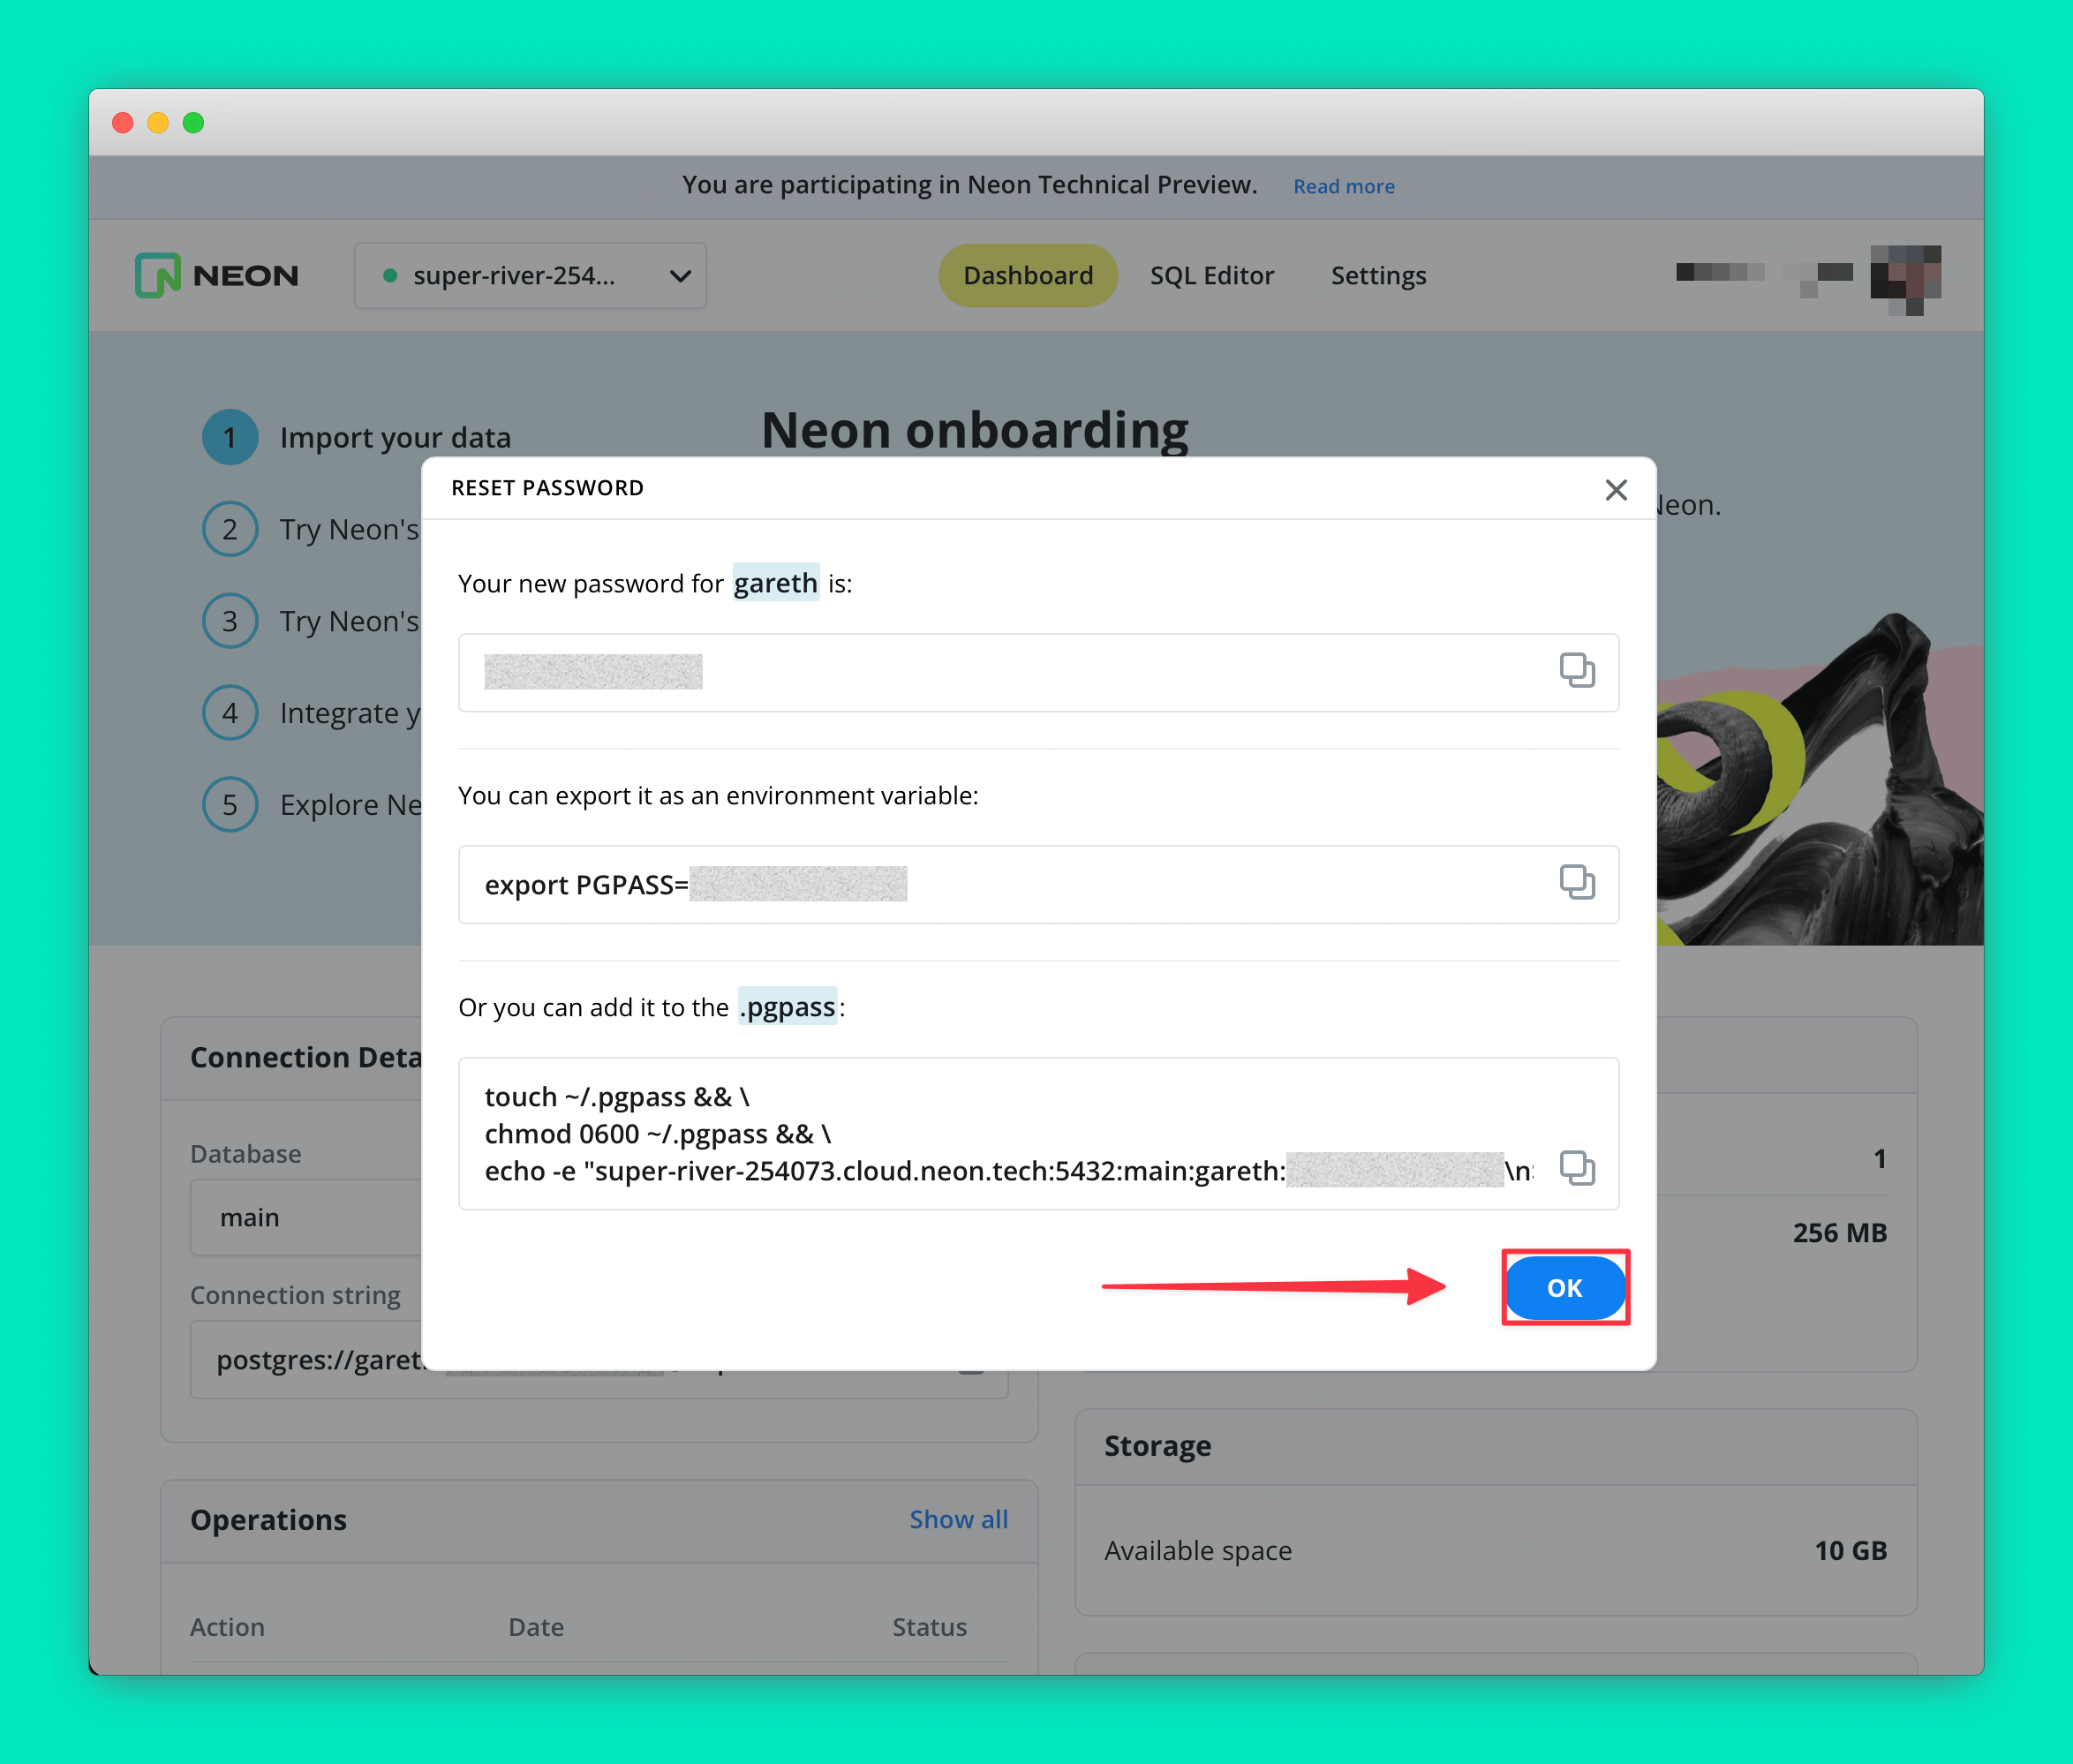 You are participating in Neon Technical Preview. Read more
NEON super-river-254... Dashboard SQL Editor Settings
1 Import your data
2 Try Neon's
3 Try Neon's
4 Integrate y
5 Explore Ne
Neon onboarding
Neon.
RESET PASSWORD
Your new password for gareth is:
You can export it as an environment variable:
export PGPASS=
Or you can add it to the .pgpass:
touch ~/.pgpass && \
chmod 0600 ~/.pgpass && \
echo -e "super-river-254073.cloud.neon.tech:5432:main:gareth: \n
OK
Connection Deta
Database
main
Connection string
postgres://garet
1
256 MB
Storage
Available space 10 GB
Operations Show all
Action Date Status